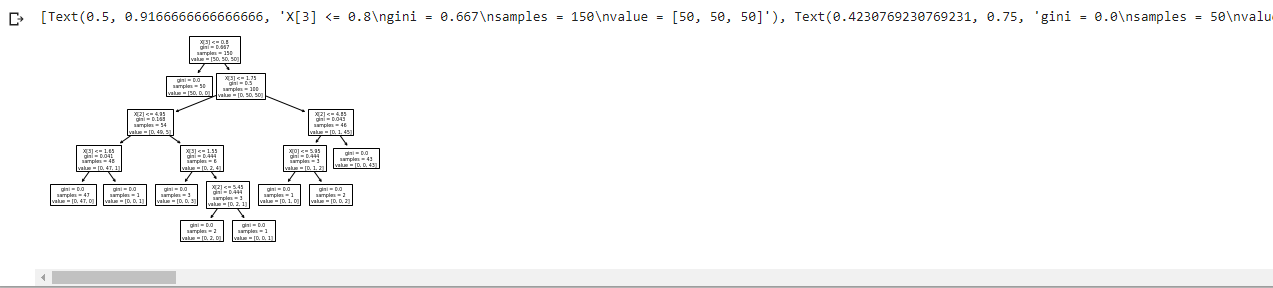 [Text(0.5, 0.9166666666666666, 'X[3] <= 0.8\ngini = 0.667\nsamples = 150\nvalue = [50, 50, 50]'), Text(0.4230769230769231, 0.75, 'gini = 0.0\nsamples = 50\nvalu
X[3] <= 0.8
gini = 0.667
samples = 150
value = [50, 50, 50]
gini = 0.0
samples = 50
value = [50, 0, 0]
X[3] <= 1.75
gini = 0.5
samples = 100
value = [0, 50, 50]
X[2] <= 4.95
gini = 0.168
samples = 54
value = [0, 49, 5]
X[2] <= 4.85
gini = 0.043
samples = 46
value = [0, 1, 45]
X[3] <= 1.65
gini = 0.041
samples = 48
value = [0, 47, 1]
X[3] <= 1.55
gini = 0.444
samples = 6
value = [0, 2, 4]
X[0] <= 5.95
gini = 0.444
samples = 3
value = [0, 1, 2]
gini = 0.0
samples = 43
value = [0, 0, 43]
gini = 0.0
samples = 47
value = [0, 47, 0]
gini = 0.0
samples = 1
value = [0, 0, 1]
gini = 0.0
samples = 3
value = [0, 0, 3]
X[2] <= 5.45
gini = 0.444
samples = 3
value = [0, 2, 1]
gini = 0.0
samples = 1
value = [0, 1, 0]
gini = 0.0
samples = 2
value = [0, 0, 2]
gini = 0.0
samples = 2
value = [0, 2, 0]
gini = 0.0
samples = 1
value = [0, 0, 1]